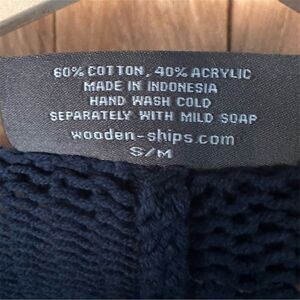 60% COTTON, 40% ACRYLIC
MADE IN INDONESIA
HAND WASH COLD
SEPARATELY WITH MILD SOAP
wooden-ships.com
S/M